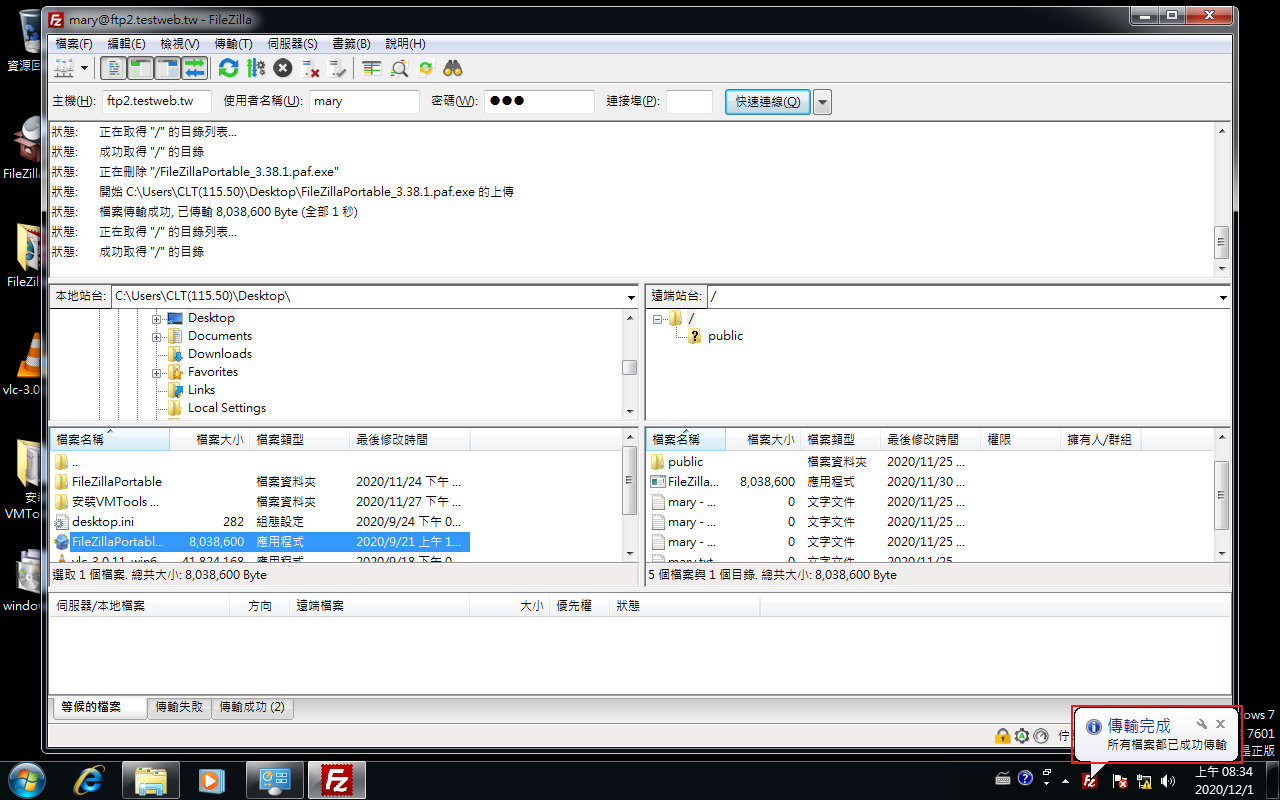 mary@ftp2.testweb.tw - FileZilla
檔案(F) 編輯(E) 檢視(V) 傳輸(T) 伺服器(S) 書籤(B) 說明(H)
主機(H): ftp2.testweb.tw 使用者名稱(U): mary 密碼(W): ●●● 連接埠(P): 快速連線(Q)
狀態: 正在取得 "/" 的目錄列表...
狀態: 成功取得 "/" 的目錄
狀態: 正在刪除 "/FileZillaPortable_3.38.1.paf.exe"
狀態: 開始 C:\Users\CLT(115.50)\Desktop\FileZillaPortable_3.38.1.paf.exe 的上傳
狀態: 檔案傳輸成功, 已傳輸 8,038,600 Byte (全部 1 秒)
狀態: 正在取得 "/" 的目錄列表...
狀態: 成功取得 "/" 的目錄
本地站台: C:\Users\CLT(115.50)\Desktop\
Desktop
Documents
Downloads
Favorites
Links
Local Settings
遠端站台: /
/
public
檔案名稱 檔案大小 檔案類型 最後修改時間
..
FileZillaPortable 檔案資料夾 2020/11/24 下午 ...
安裝VMTools ... 檔案資料夾 2020/11/27 下午 ...
desktop.ini 282 組態設定 2020/9/24 下午 0...
FileZillaPortabl... 8,038,600 應用程式 2020/9/21 上午 1...
vlc-3.0.11-win6... 41,824,168 應用程式 2020/9/18 下午 0...
選取 1 個檔案. 總共大小: 8,038,600 Byte
檔案名稱 檔案大小 檔案類型 最後修改時間 權限 擁有人/群組
public 檔案資料夾 2020/11/25 ...
FileZilla... 8,038,600 應用程式 2020/11/30 ...
mary - ... 0 文字文件 2020/11/25 ...
mary - ... 0 文字文件 2020/11/25 ...
mary - ... 0 文字文件 2020/11/25 ...
mary.txt 0 文字文件 2020/11/25 ...
5 個檔案與 1 個目錄. 總共大小: 8,038,600 Byte
伺服器/本地檔案 方向 遠端檔案 大小 優先權 狀態
等候的檔案 傳輸失敗 傳輸成功 (2)
佇
傳輸完成
所有檔案都已成功傳輸
資源回
FileZill
FileZil
vlc-3.0
安
VMToo
window
ows 7
7601
是正版
上午 08:34
2020/12/1